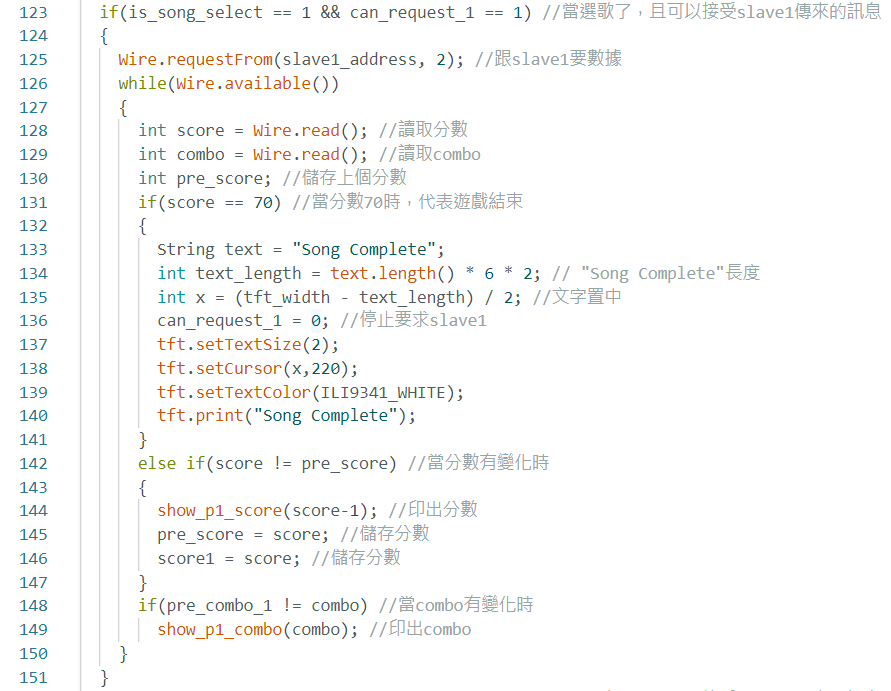 123 if(is_song_select == 1 && can_request_1 == 1) //當選歌了，且可以接受slave1傳來的訊息
124 {
125 Wire.requestFrom(slave1_address, 2); //跟slave1要數據
126 while(Wire.available())
127 {
128 int score = Wire.read(); //讀取分數
129 int combo = Wire.read(); //讀取combo
130 int pre_score; //儲存上個分數
131 if(score == 70) //當分數70時，代表遊戲結束
132 {
133 String text = "Song Complete";
134 int text_length = text.length() * 6 * 2; // "Song Complete"長度
135 int x = (tft_width - text_length) / 2; //文字置中
136 can_request_1 = 0; //停止要求slave1
137 tft.setTextSize(2);
138 tft.setCursor(x,220);
139 tft.setTextColor(ILI9341_WHITE);
140 tft.print("Song Complete");
141 }
142 else if(score != pre_score) //當分數有變化時
143 {
144 show_p1_score(score-1); //印出分數
145 pre_score = score; //儲存分數
146 score1 = score; //儲存分數
147 }
148 if(pre_combo_1 != combo) //當combo有變化時
149 show_p1_combo(combo); //印出combo
150 }
151 }